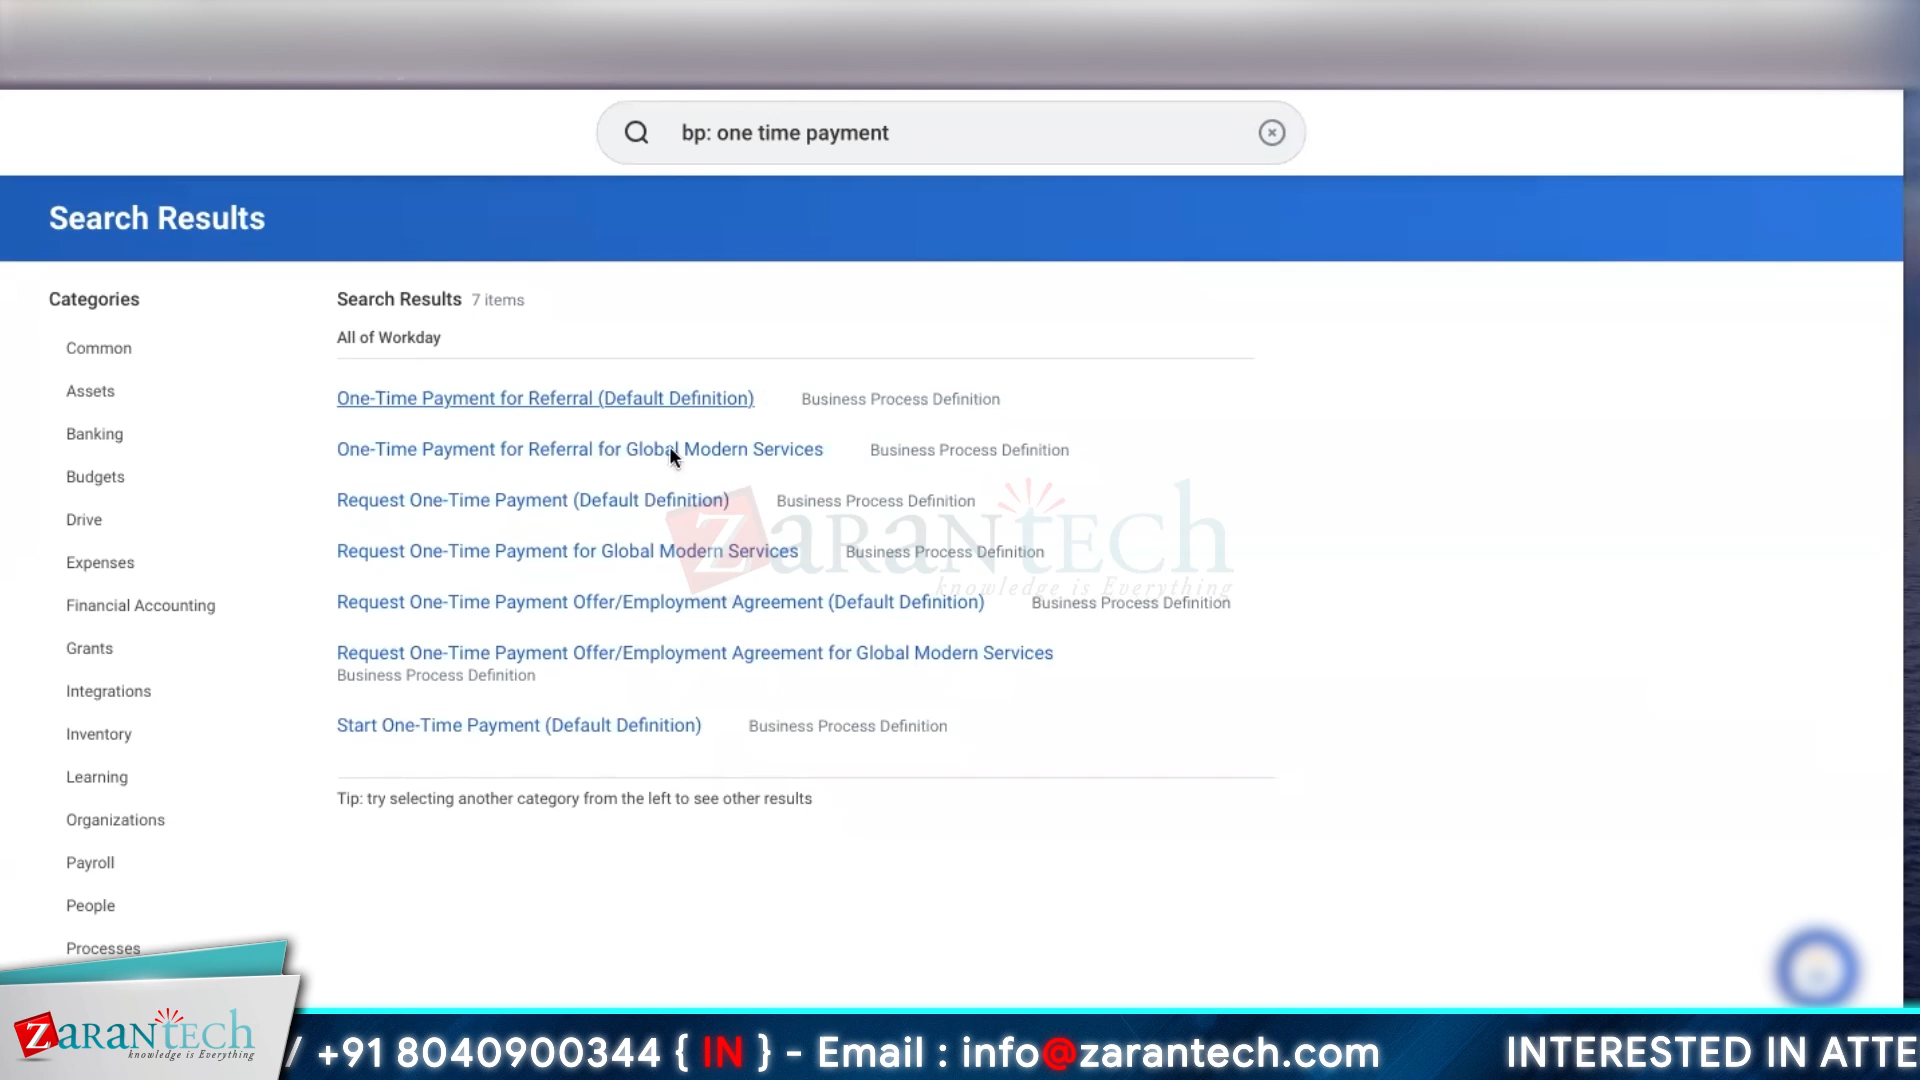 bp: one time payment
Search Results
Categories
Common
Assets
Banking
Budgets
Drive
Expenses
Financial Accounting
Grants
Integrations
Inventory
Learning
Organizations
Payroll
People
Processes
Search Results 7 items
All of Workday
One-Time Payment for Referral (Default Definition) Business Process Definition
One-Time Payment for Referral for Global Modern Services Business Process Definition
Request One-Time Payment (Default Definition) Business Process Definition
Request One-Time Payment for Global Modern Services Business Process Definition
Request One-Time Payment Offer/Employment Agreement (Default Definition) Business Process Definition
Request One-Time Payment Offer/Employment Agreement for Global Modern Services
Business Process Definition
Start One-Time Payment (Default Definition) Business Process Definition
Tip: try selecting another category from the left to see other results
ZARANTECH
knowledge is Everything
ZARANTECH
knowledge is Everything
/ +91 8040900344 { IN } - Email : info@zarantech.com INTERESTED IN ATTE